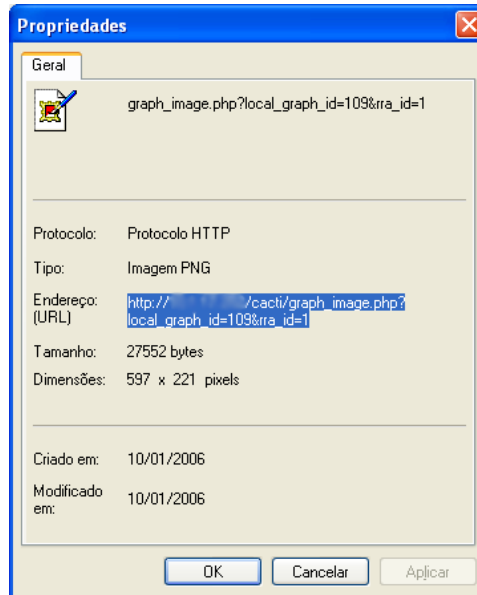 Propriedades
Geral
graph_image.php?local_graph_id=109&rra_id=1
Protocolo: Protocolo HTTP
Tipo: Imagem PNG
Endereço: http:// /cacti/graph_image.php?
(URL) local_graph_id=109&rra_id=1
Tamanho: 27552 bytes
Dimensões: 597 x 221 pixels
Criado em: 10/01/2006
Modificado
em: 10/01/2006
OK Cancelar Aplicar